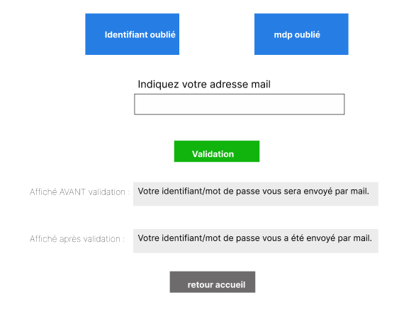 Identifiant oublié
mdp oublié
Indiquez votre adresse mail
Validation
Affiché AVANT validation : Votre identifiant/mot de passe vous sera envoyé par mail.
Affiché après validation : Votre identifiant/mot de passe vous a été envoyé par mail.
retour accueil